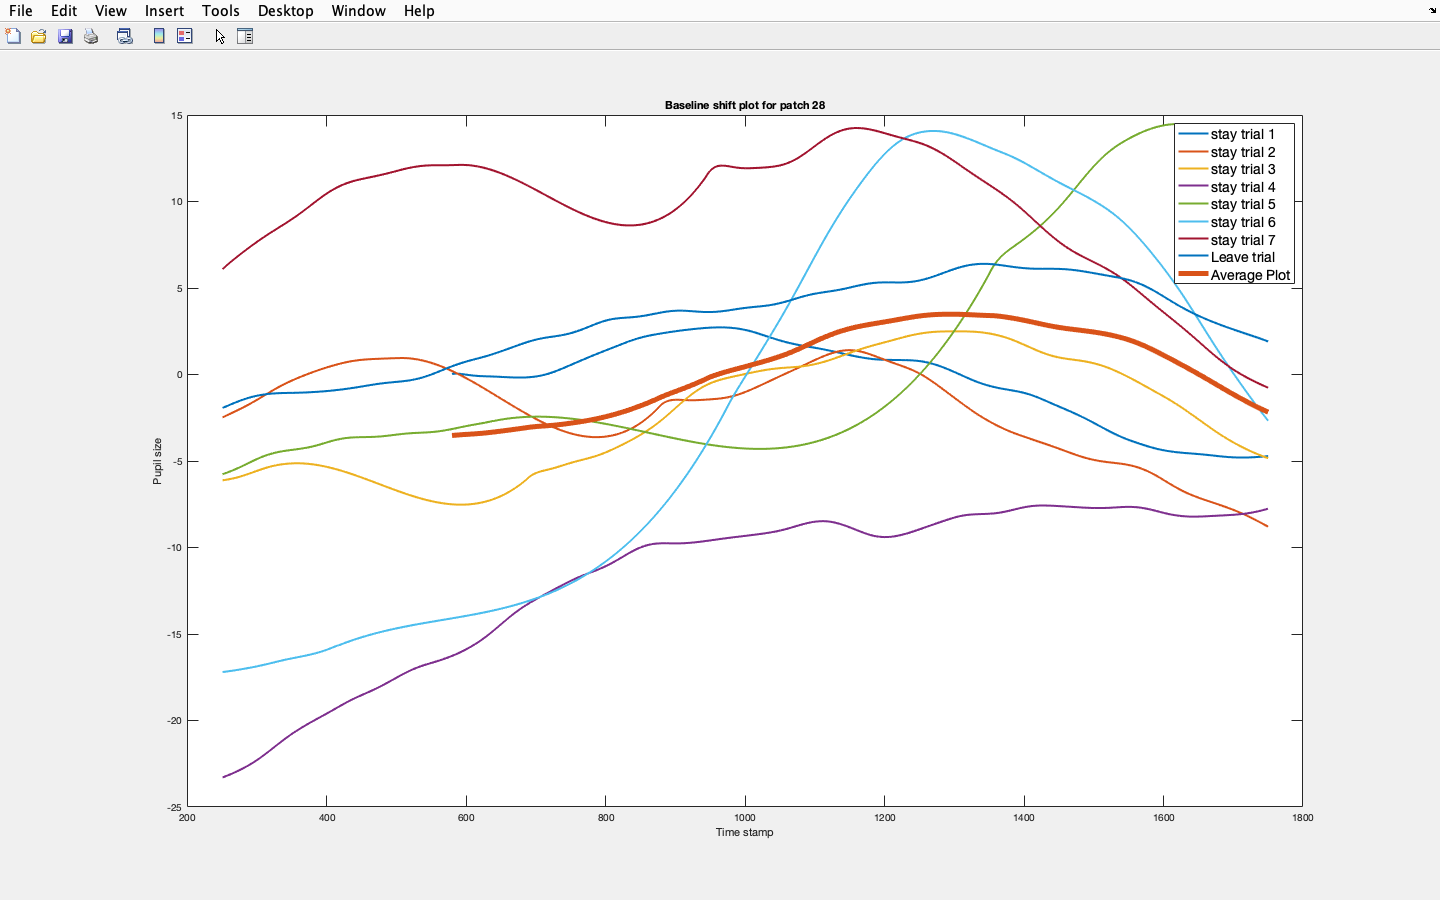 File Edit View Insert Tools Desktop Window Help
Baseline shift plot for patch 28
15
10
5
0
-5
-10
-15
-20
-25
Pupil size
200 400 600 800 1000 1200 1400 1600 1800
Time stamp
stay trial 1
stay trial 2
stay trial 3
stay trial 4
stay trial 5
stay trial 6
stay trial 7
Leave trial
Average Plot